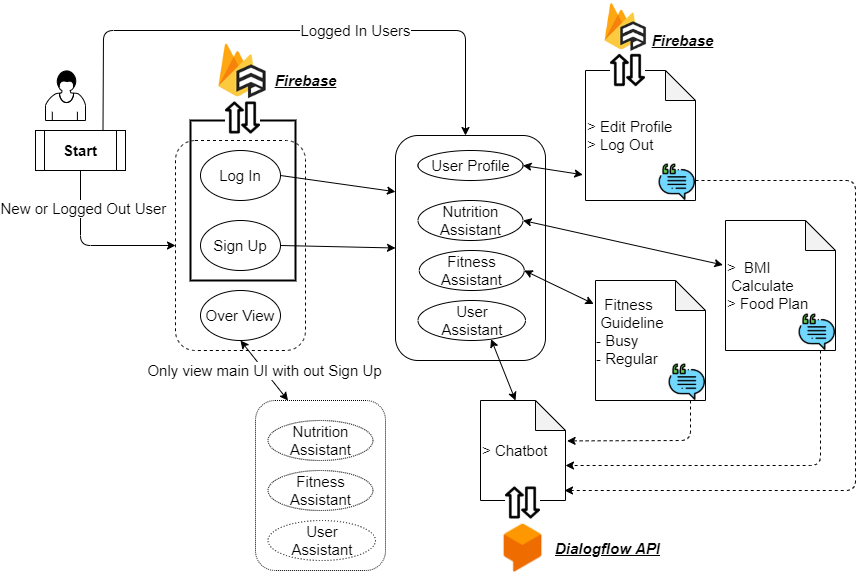 Logged In Users
Firebase
Firebase
Start
> Edit Profile
> Log Out
Log In
User Profile
New or Logged Out User
Sign Up
Nutrition
Assistant
Fitness
Assistant
User
Assistant
> BMI
Calculate
> Food Plan
Fitness
Guideline
- Busy
- Regular
Over View
Only view main UI with out Sign Up
Nutrition
Assistant
Fitness
Assistant
User
Assistant
> Chatbot
Dialogflow API